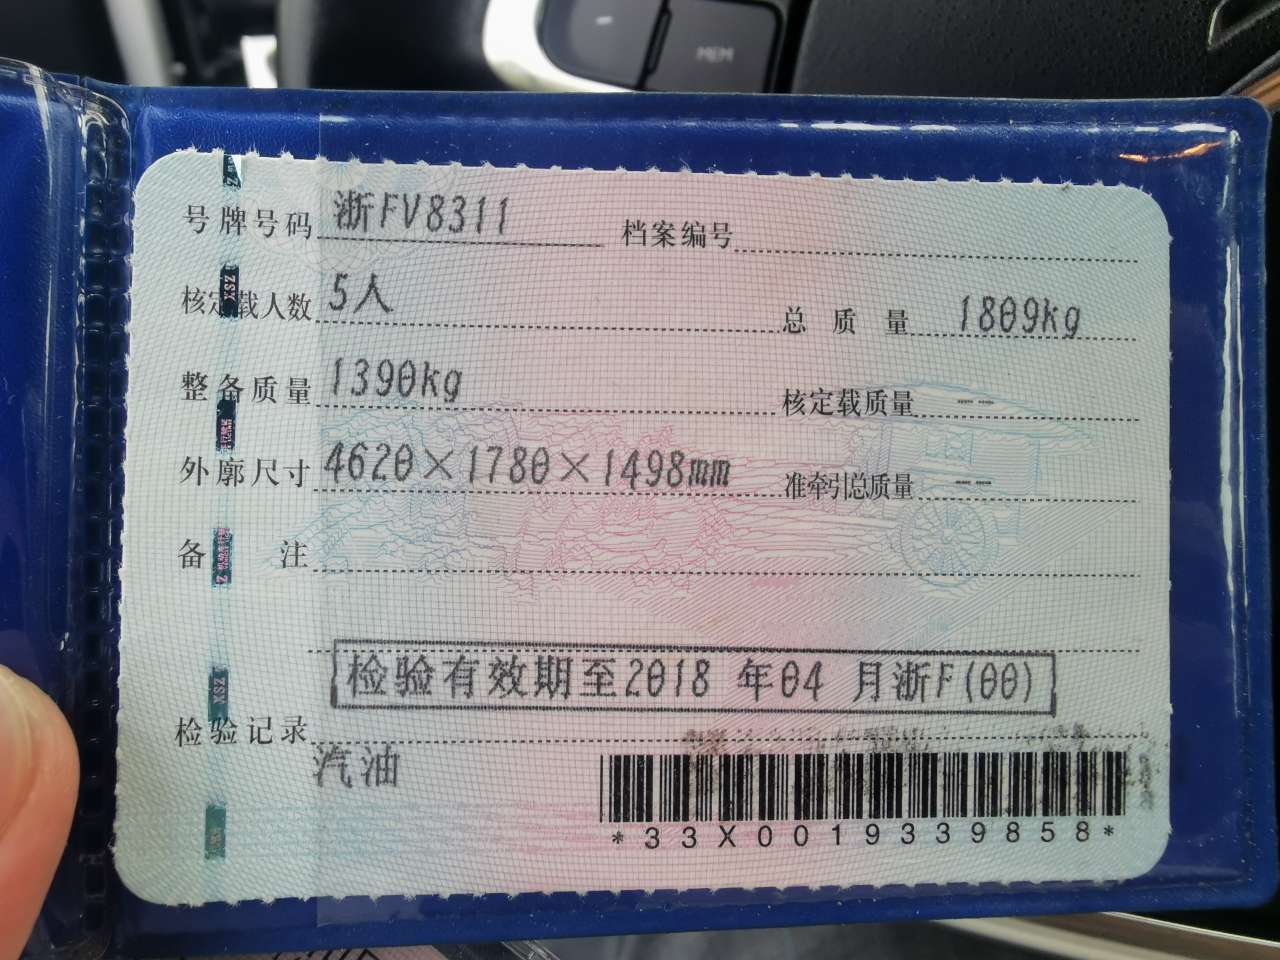 MEM
号牌号码 浙FV8311 档案编号
核定载人数 5人 总质量 1809kg
整备质量 1390kg 核定载质量 ----
外廓尺寸 4620×1780×1498mm 准牵引总质量 ----
备注
检验有效期至2018 年04 月浙F(00)
检验记录
汽油
*33X0019339858*
XSZ
XSZ